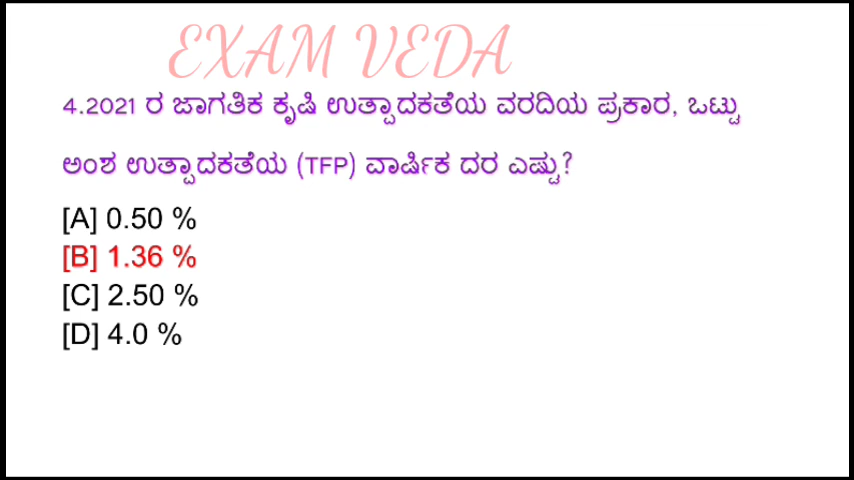 EXAM VEDA
4.2021 ರ ಜಾಗತಿಕ ಕೃಷಿ ಉತ್ಪಾದಕತೆಯ ವರದಿಯ ಪ್ರಕಾರ, ಒಟ್ಟು
ಅಂಶ ಉತ್ಪಾದಕತೆಯ (TFP) ವಾರ್ಷಿಕ ದರ ಎಷ್ಟು?
[A] 0.50 %
[B] 1.36 %
[C] 2.50 %
[D] 4.0 %